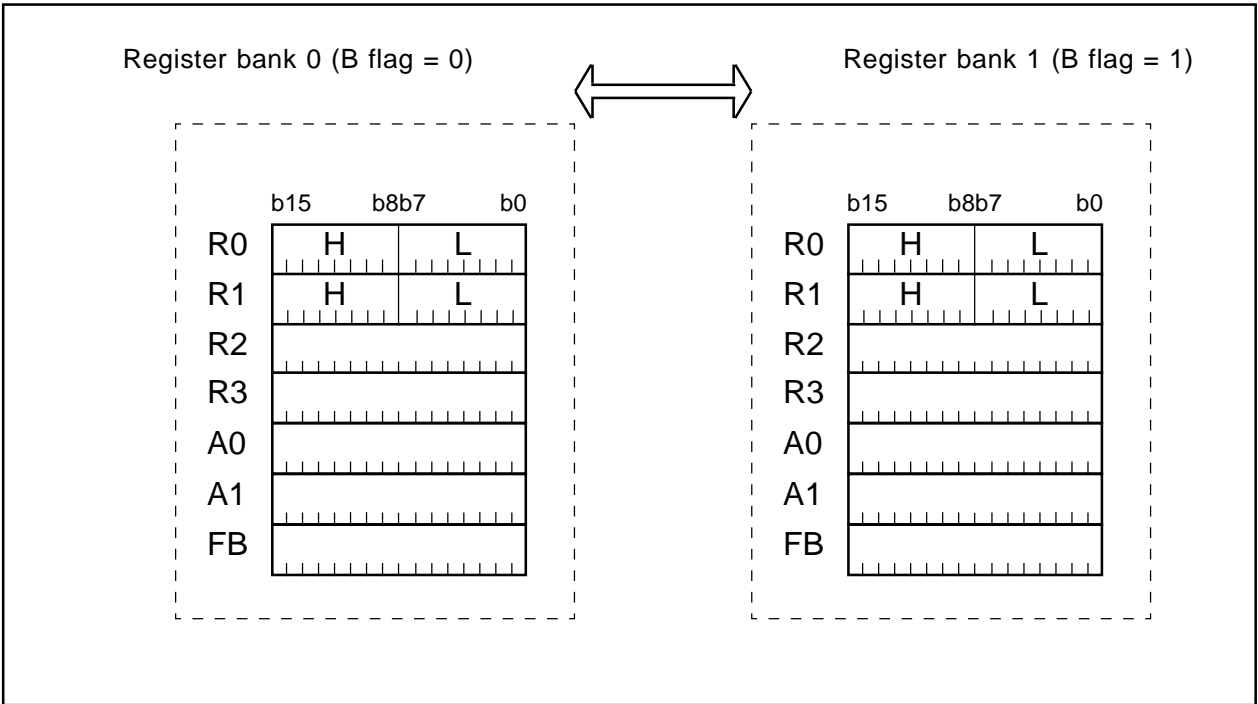 Register bank 0 (B flag = 0) Register bank 1 (B flag = 1)
b15 b8b7 b0 b15 b8b7 b0
R0 H L R0 H L
R1 H L R1 H L
R2 R2
R3 R3
A0 A0
A1 A1
FB FB